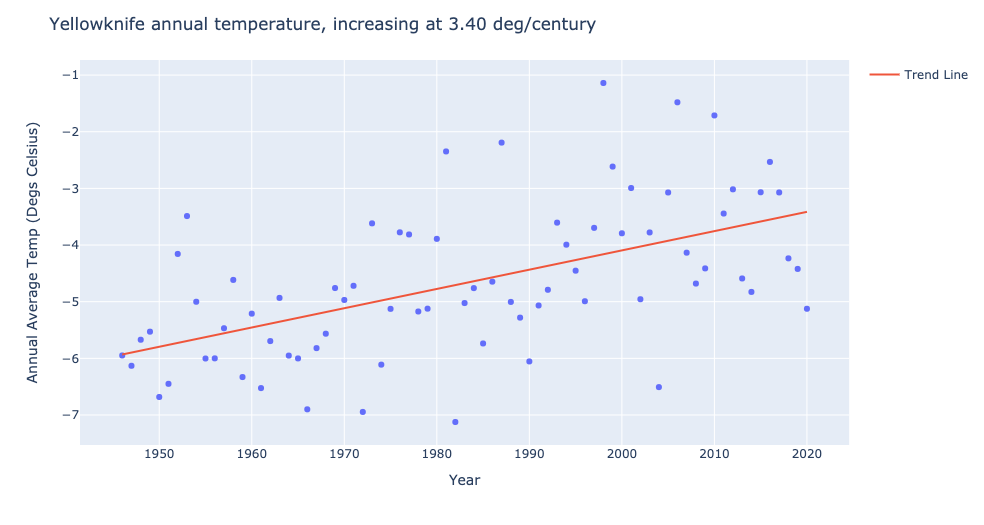 Yellowknife annual temperature, increasing at 3.40 deg/century
Trend Line
Annual Average Temp (Degs Celsius)
−1
−2
−3
−4
−5
−6
−7
1950 1960 1970 1980 1990 2000 2010 2020
Year